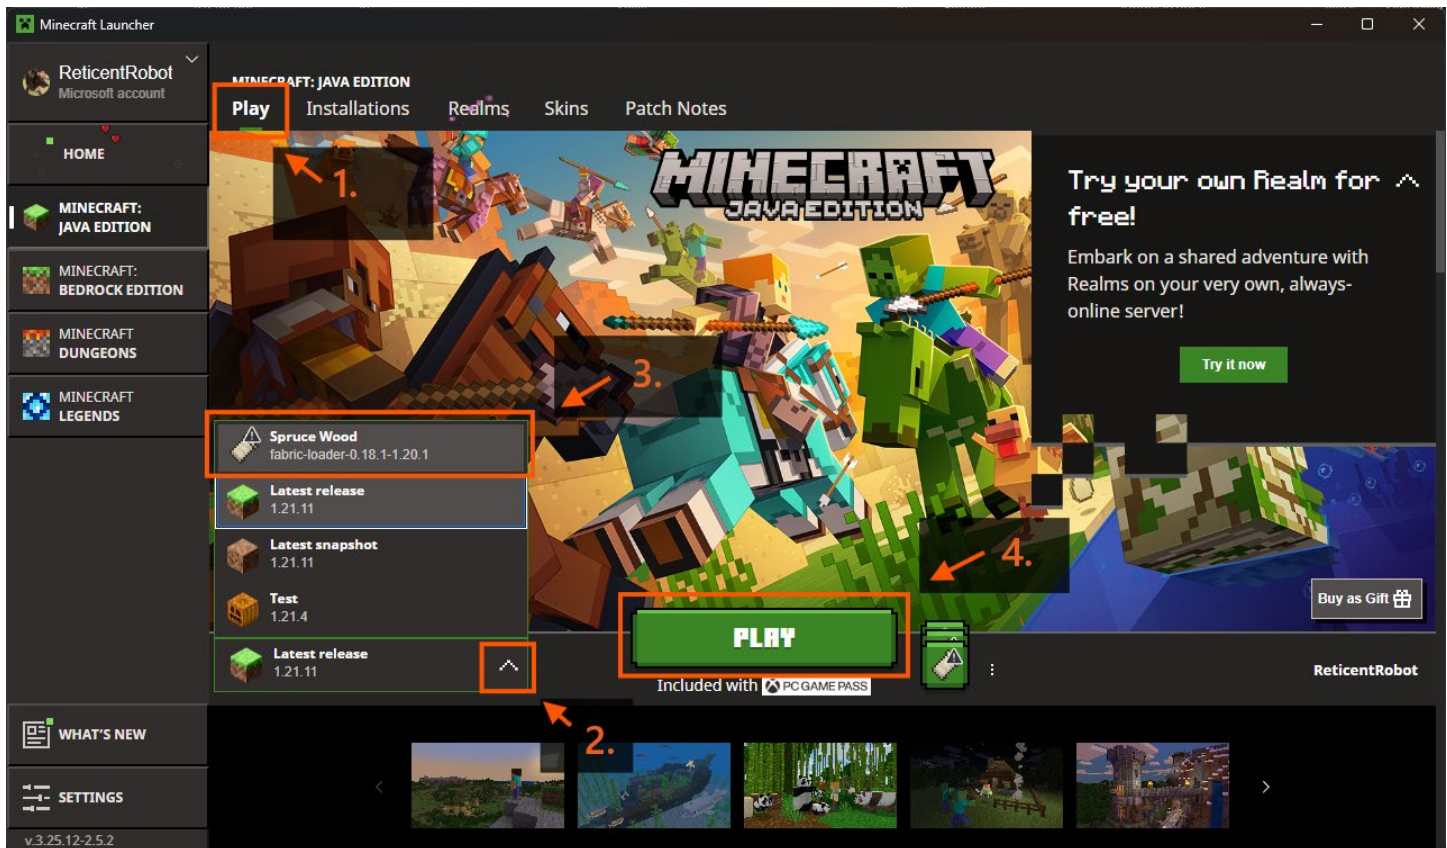 Minecraft Launcher
ReticentRobot
Microsoft account
HOME
MINECRAFT:
JAVA EDITION
MINECRAFT:
BEDROCK EDITION
MINECRAFT
DUNGEONS
MINECRAFT
LEGENDS
WHAT'S NEW
SETTINGS
v.3.25.12-2.5.2
MINECRAFT: JAVA EDITION
Play Installations Realms Skins Patch Notes
1.
MINECRAFT
JAVA EDITION
Try your own Realm for
free!
Embark on a shared adventure with
Realms on your very own, always-
online server!
Try it now
3.
Spruce Wood
fabric-loader-0.18.1-1.20.1
Latest release
1.21.11
Latest snapshot
1.21.11
Test
1.21.4
Latest release
1.21.11
2.
4.
PLAY
Included with PC GAME PASS
Buy as Gift
ReticentRobot